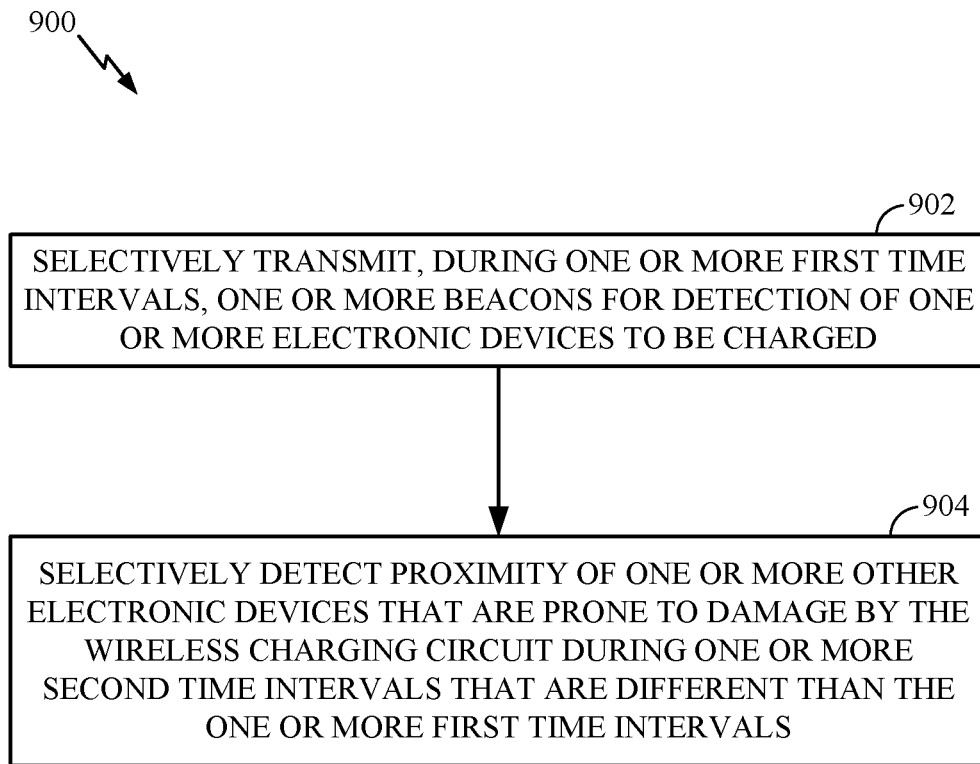 900
902
SELECTIVELY TRANSMIT, DURING ONE OR MORE FIRST TIME
INTERVALS, ONE OR MORE BEACONS FOR DETECTION OF ONE
OR MORE ELECTRONIC DEVICES TO BE CHARGED
904
SELECTIVELY DETECT PROXIMITY OF ONE OR MORE OTHER
ELECTRONIC DEVICES THAT ARE PRONE TO DAMAGE BY THE
WIRELESS CHARGING CIRCUIT DURING ONE OR MORE
SECOND TIME INTERVALS THAT ARE DIFFERENT THAN THE
ONE OR MORE FIRST TIME INTERVALS